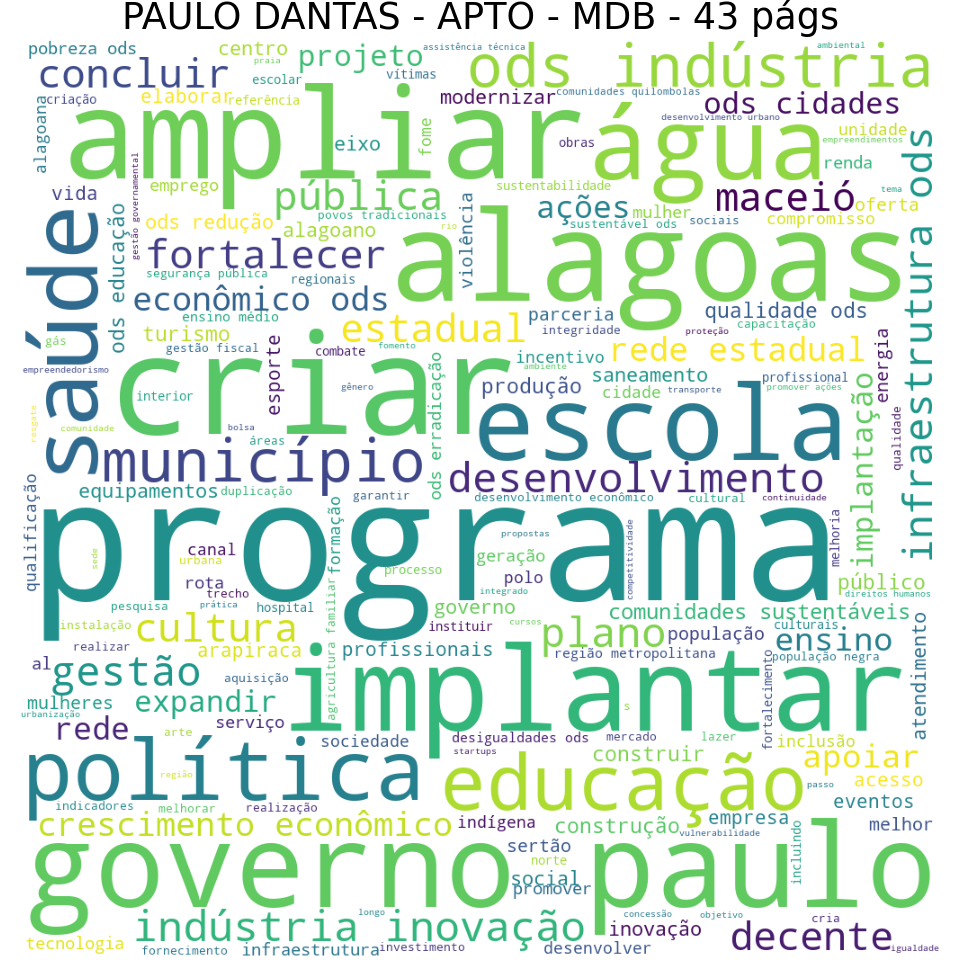 PAULO DANTAS - APTO - MDB - 43 págs
pobreza ods
centro
projeto
assistência técnica
ods indústria
ambiental
concluir
praia
escolar
vítimas
criação
elaborar
referência
modernizar
comunidades quilombolas
ods cidades
alagoana
ampliar
eixo
fome
obras
água
desenvolvimento urbano
unidade
empreendimentos
renda
vida
gestão governamental
emprego
pública
sustentabilidade
maceió
tema
oferta
ods redução
povos tradicionais
violência
ações
mulher
sociais
compromisso
sustentável ods
alagoano
rio
saúde
ods educação
fortalecer
alagoas
infraestrutura ods
segurança pública
regionais
econômico ods
ensino médio
parceria
qualidade ods
capacitação
gás
turismo
estadual
integridade
proteção
gestão fiscal
esporte
combate
fomento
incentivo
rede estadual
energia
empreendedorismo
criar
ods erradicação
ambiente
saneamento
profissional
interior
gênero
produção
cidade
transporte
promover ações
resgate
comunidade
bolsa
escola
implantação
qualidade
áreas
município
desenvolvimento
qualificação
equipamentos
duplicação
garantir
desenvolvimento econômico
cultural
continuidade
programa
formação
propostas
competitividade
melhoria
canal
sede
urbana
geração
processo
rota
polo
público
trecho
integrado
direitos humanos
pesquisa
prática
hospital
governo
comunidades sustentáveis
instalação
cultura
agricultura familiar
instituir
cursos
plano
população
culturais
ensino
realizar
arapiraca
profissionais
região metropolitana
população negra
atendimento
al
gestão
aquisição
implantar
fortalecimento
mulheres
expandir
urbanização
serviço
s
rede
arte
sociedade
desigualdades ods
mercado
lazer
inclusão
política
startups
construir
apoiar
região
educação
passo
acesso
indicadores
melhorar
realização
eventos
crescimento econômico
indígena
construção
empresa
vulnerabilidade
melhor
governo
sertão
norte
paulo
incluindo
social
promover
indústria
longo
inovação
concessão
objetivo
cria
inovação
decente
tecnologia
fornecimento
infraestrutura
investimento
desenvolver
igualdade